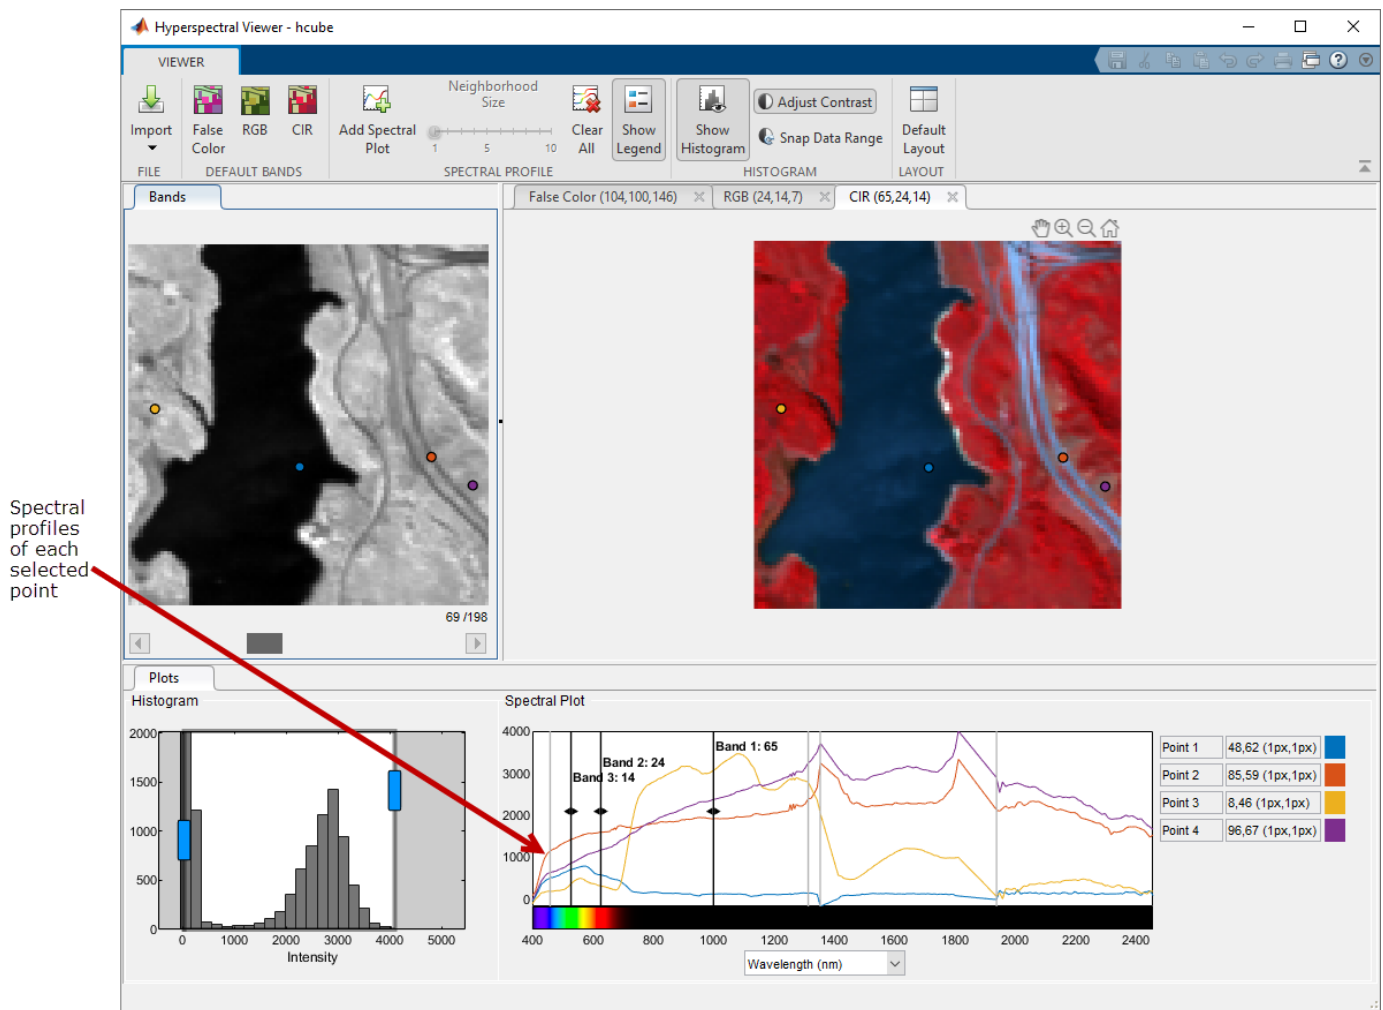 Hyperspectral Viewer - hcube
VIEWER
Import
False Color
RGB
CIR
Add Spectral Plot
Neighborhood Size
1 5 10
Clear All
Show Legend
Show Histogram
Adjust Contrast
Snap Data Range
Default Layout
FILE
DEFAULT BANDS
SPECTRAL PROFILE
HISTOGRAM
LAYOUT
Bands
False Color (104,100,146)
RGB (24,14,7)
CIR (65,24,14)
69 /198
Spectral
profiles
of each
selected
point
Plots
Histogram
2000
1500
1000
500
0
0 1000 2000 3000 4000 5000
Intensity
Spectral Plot
4000
3000
2000
1000
0
Band 1: 65
Band 2: 24
Band 3: 14
400 600 800 1000 1200 1400 1600 1800 2000 2200 2400
Wavelength (nm)
Point 1 48,62 (1px,1px)
Point 2 85,59 (1px,1px)
Point 3 8,46 (1px,1px)
Point 4 96,67 (1px,1px)